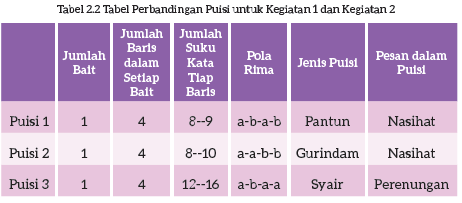 Tabel 2.2 Tabel Perbandingan Puisi untuk Kegiatan 1 dan Kegiatan 2
Jumlah Bait | Jumlah Baris dalam Setiap Bait | Jumlah Suku Kata Tiap Baris | Pola Rima | Jenis Puisi | Pesan dalam Puisi
Puisi 1 | 1 | 4 | 8--9 | a-b-a-b | Pantun | Nasihat
Puisi 2 | 1 | 4 | 8--10 | a-a-b-b | Gurindam | Nasihat
Puisi 3 | 1 | 4 | 12--16 | a-b-a-a | Syair | Perenungan